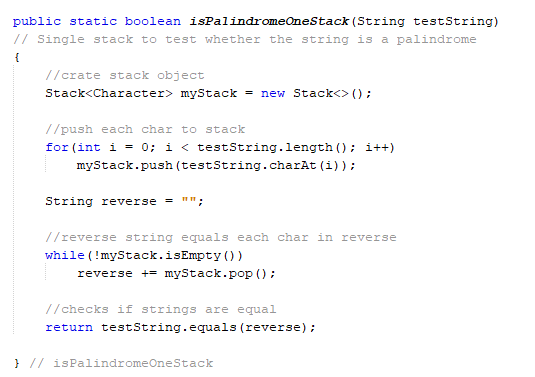 public static boolean isPalindromeOneStack(String testString)
// Single stack to test whether the string is a palindrome
{
//crate stack object
Stack<Character> myStack = new Stack<>();
//push each char to stack
for(int i = 0; i < testString.length(); i++)
myStack.push(testString.charAt(i));
String reverse = "";
//reverse string equals each char in reverse
while(!myStack.isEmpty())
reverse += myStack.pop();
//checks if strings are equal
return testString.equals(reverse);
} // isPalindromeOneStack